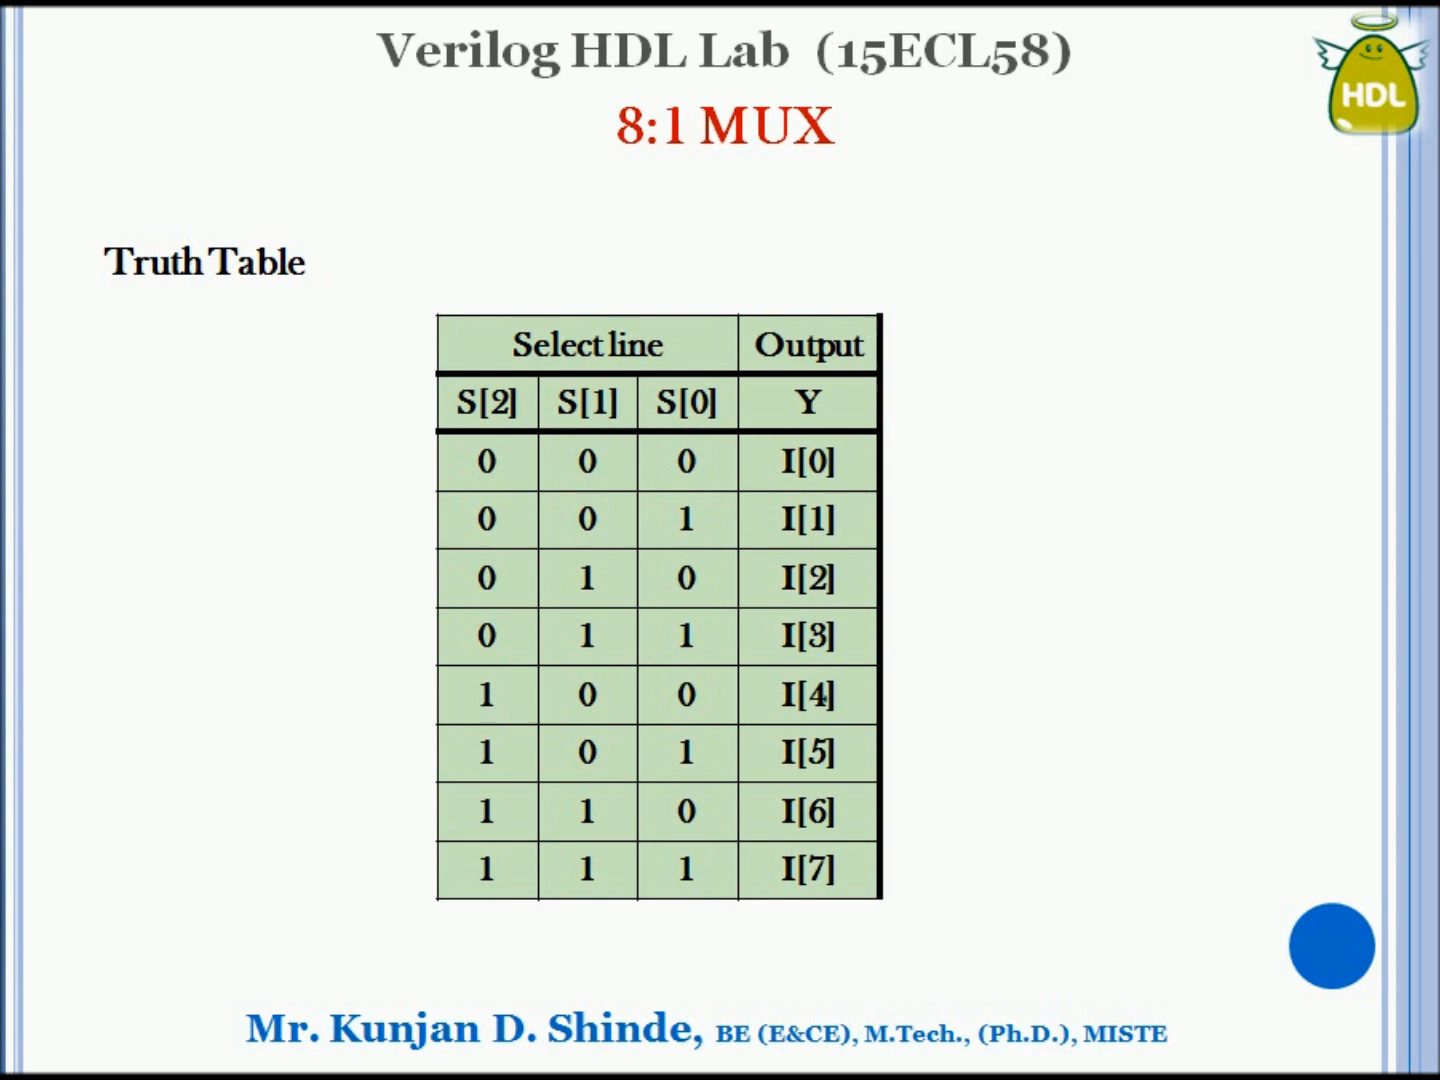 Verilog HDL Lab (15ECL58)
HDL
8:1 MUX
Truth Table
Select line Output
S[2] S[1] S[0] Y
0 0 0 I[0]
0 0 1 I[1]
0 1 0 I[2]
0 1 1 I[3]
1 0 0 I[4]
1 0 1 I[5]
1 1 0 I[6]
1 1 1 I[7]
Mr. Kunjan D. Shinde, BE (E&CE), M.Tech., (Ph.D.), MISTE